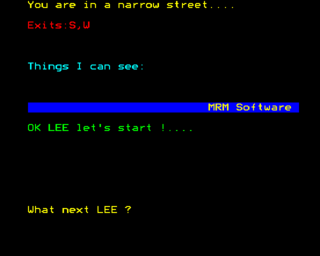 You are in a narrow street....
Exits:S,W
Things I can see:
MRM Software
OK LEE let's start !....
What next LEE ?